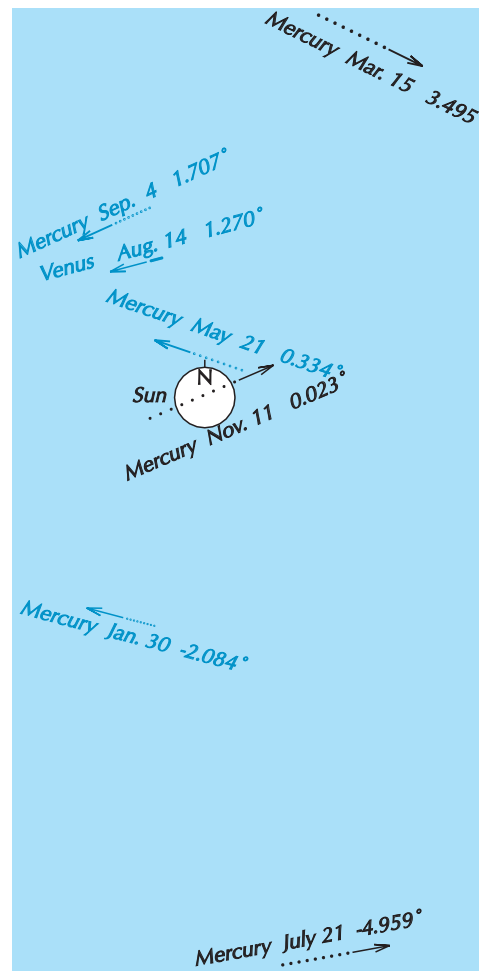 Mercury Mar. 15 3.495
Mercury Sep. 4 1.707°
Venus Aug. 14 1.270°
Mercury May 21 0.334°
N
Sun
Mercury Nov. 11 0.023°
Mercury Jan. 30 -2.084°
Mercury July 21 -4.959°